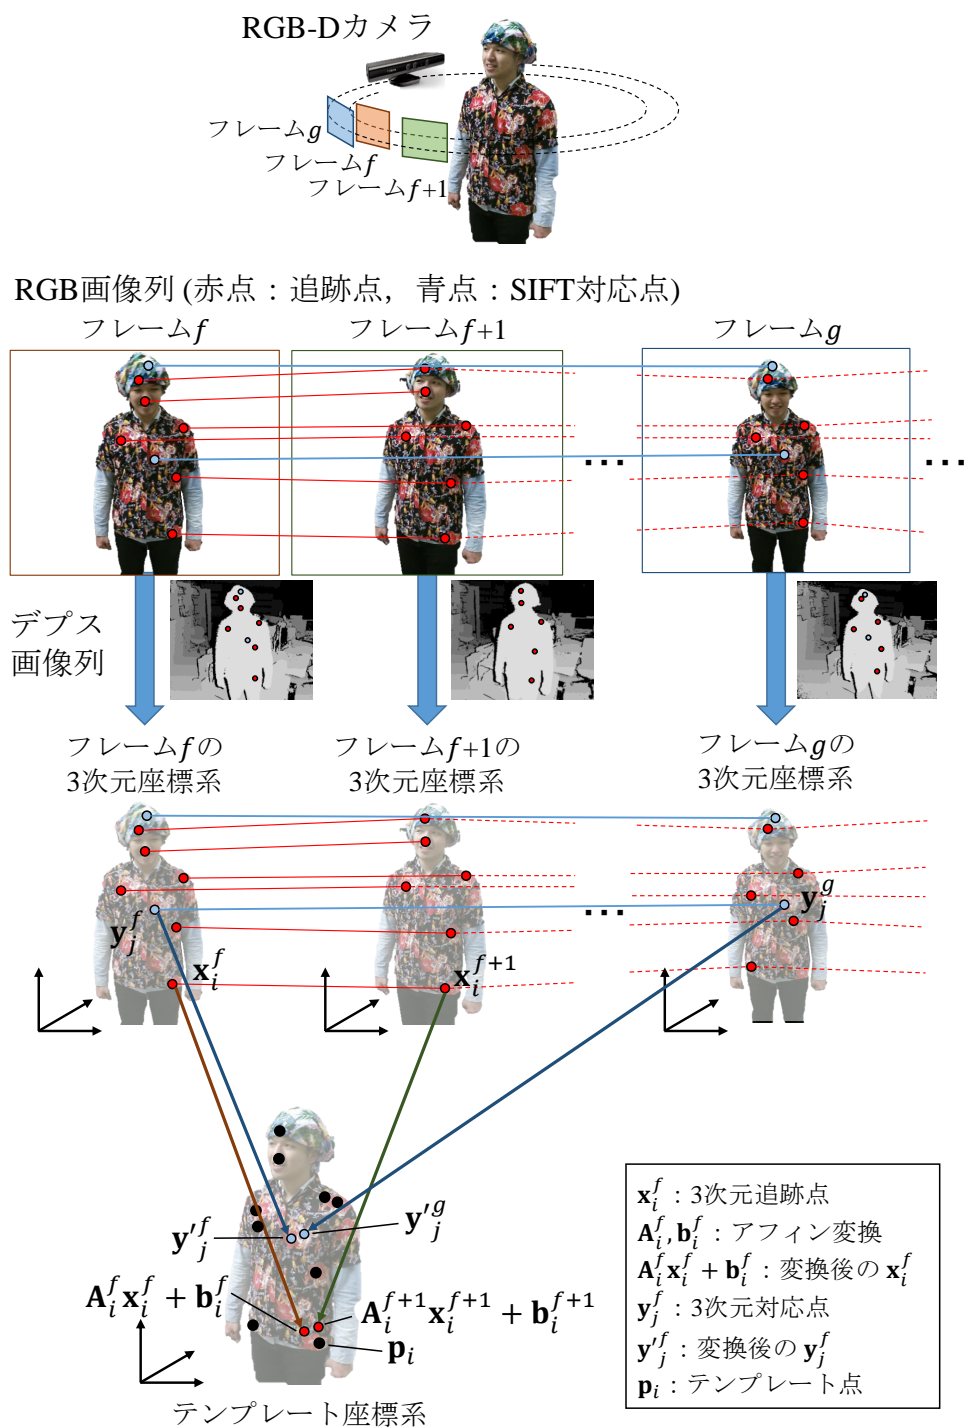 RGB-Dカメラ
フレームg
フレームf
フレームf+1
RGB画像列 (赤点：追跡点，青点：SIFT対応点)
フレームf
フレームf+1
フレームg
...
...
デプス
画像列
フレームfの
3次元座標系
フレームf+1の
3次元座標系
フレームgの
3次元座標系
...
y_j^f
x_i^f
x_i^{f+1}
y_j^g
y'_j^f
y'_j^g
A_i^f x_i^f + b_i^f
A_i^{f+1} x_i^{f+1} + b_i^{f+1}
p_i
テンプレート座標系
x_i^f：3次元追跡点
A_i^f, b_i^f：アフィン変換
A_i^f x_i^f + b_i^f：変換後の x_i^f
y_j^f：3次元対応点
y'_j^f：変換後の y_j^f
p_i：テンプレート点